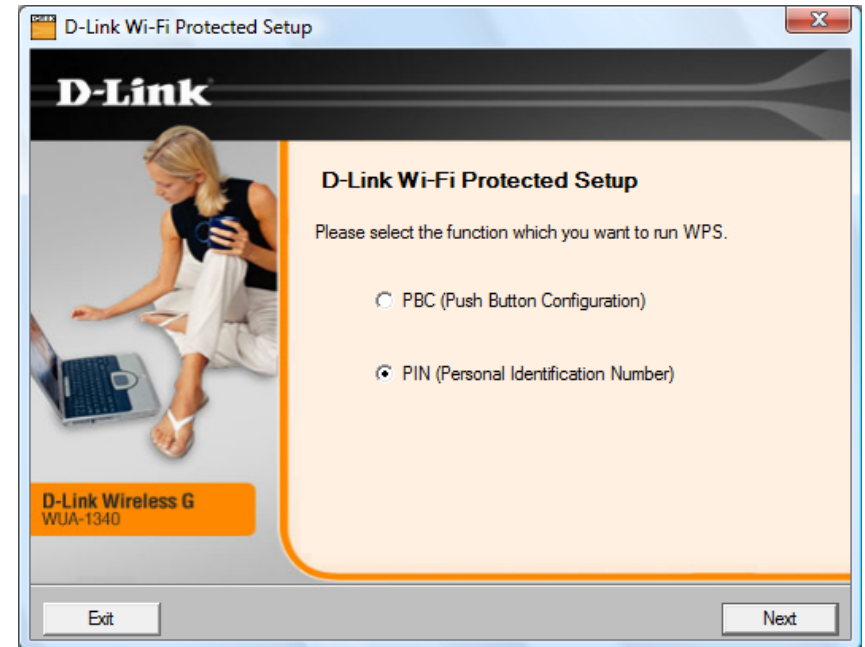 D-Link Wi-Fi Protected Setup
D-Link
D-Link Wi-Fi Protected Setup
Please select the function which you want to run WPS.
PBC (Push Button Configuration)
PIN (Personal Identification Number)
D-Link Wireless G
WUA-1340
Exit
Next